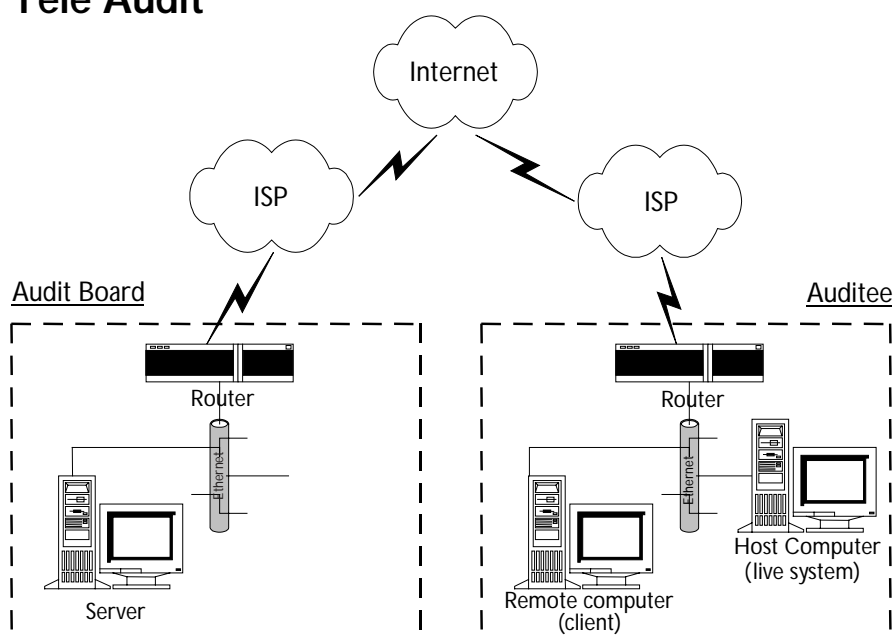 Tele Audit
Internet
ISP
ISP
Audit Board
Auditee
Router
Router
Ethernet
Ethernet
Server
Remote computer
(client)
Host Computer
(live system)